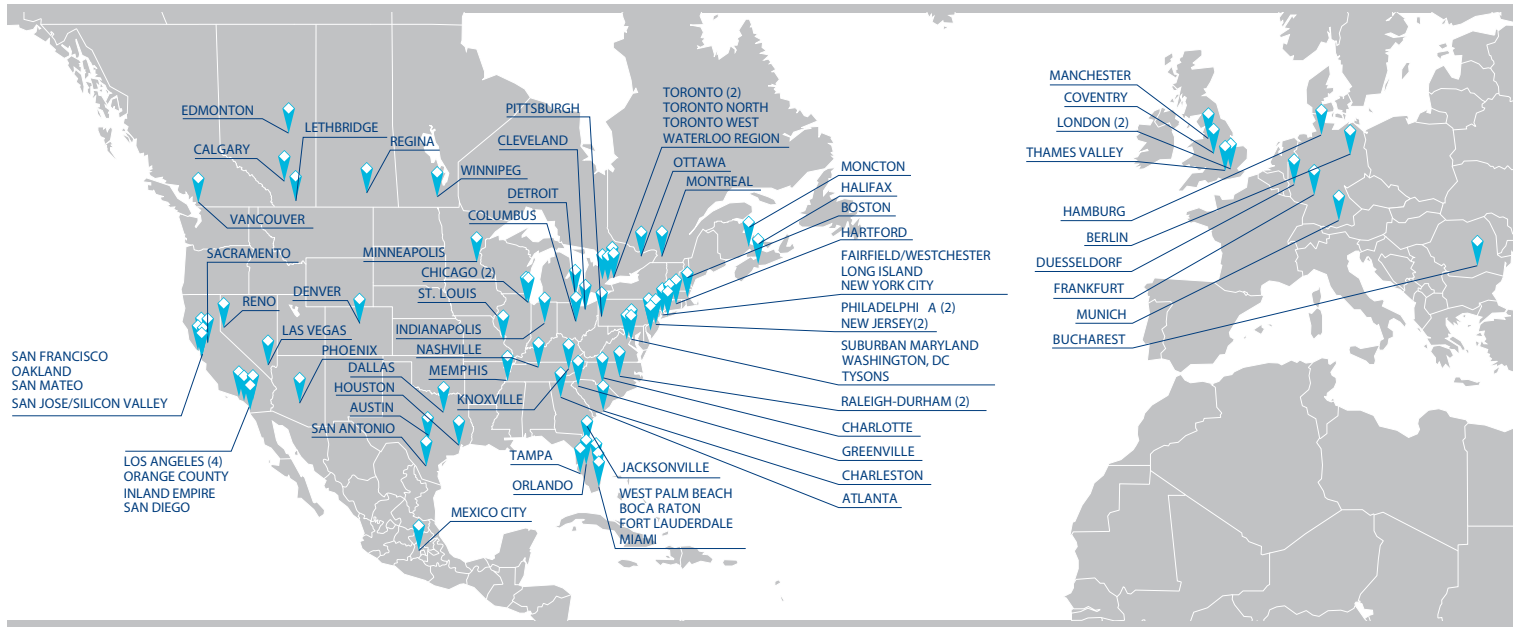 EDMONTON
LETHBRIDGE
CALGARY
REGINA
WINNIPEG
VANCOUVER
SACRAMENTO
RENO
DENVER
LAS VEGAS
PHOENIX
SAN FRANCISCO
OAKLAND
SAN MATEO
SAN JOSE/SILICON VALLEY
LOS ANGELES (4)
ORANGE COUNTY
INLAND EMPIRE
SAN DIEGO
MINNEAPOLIS
CHICAGO (2)
ST. LOUIS
INDIANAPOLIS
NASHVILLE
MEMPHIS
DALLAS
HOUSTON
AUSTIN
SAN ANTONIO
KNOXVILLE
MEXICO CITY
PITTSBURGH
CLEVELAND
DETROIT
COLUMBUS
TORONTO (2)
TORONTO NORTH
TORONTO WEST
WATERLOO REGION
OTTAWA
MONTREAL
MONCTON
HALIFAX
BOSTON
HARTFORD
FAIRFIELD/WESTCHESTER
LONG ISLAND
NEW YORK CITY
PHILADELPHI A (2)
NEW JERSEY(2)
SUBURBAN MARYLAND
WASHINGTON, DC
TYSONS
RALEIGH-DURHAM (2)
CHARLOTTE
GREENVILLE
CHARLESTON
ATLANTA
TAMPA
ORLANDO
JACKSONVILLE
WEST PALM BEACH
BOCA RATON
FORT LAUDERDALE
MIAMI
MANCHESTER
COVENTRY
LONDON (2)
THAMES VALLEY
HAMBURG
BERLIN
DUESSELDORF
FRANKFURT
MUNICH
BUCHAREST